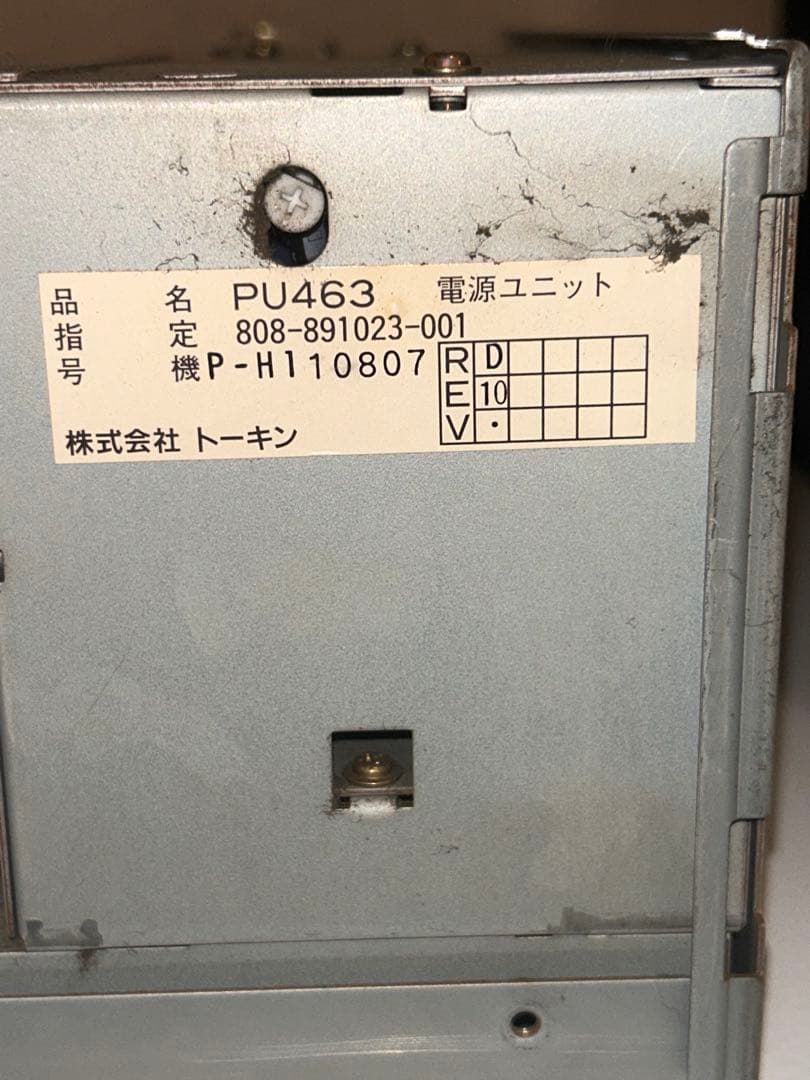 品名 PU463 電源ユニット
指定 808-891023-001
号機 P-H110807
REV D 10 ·
株式会社 トーキン